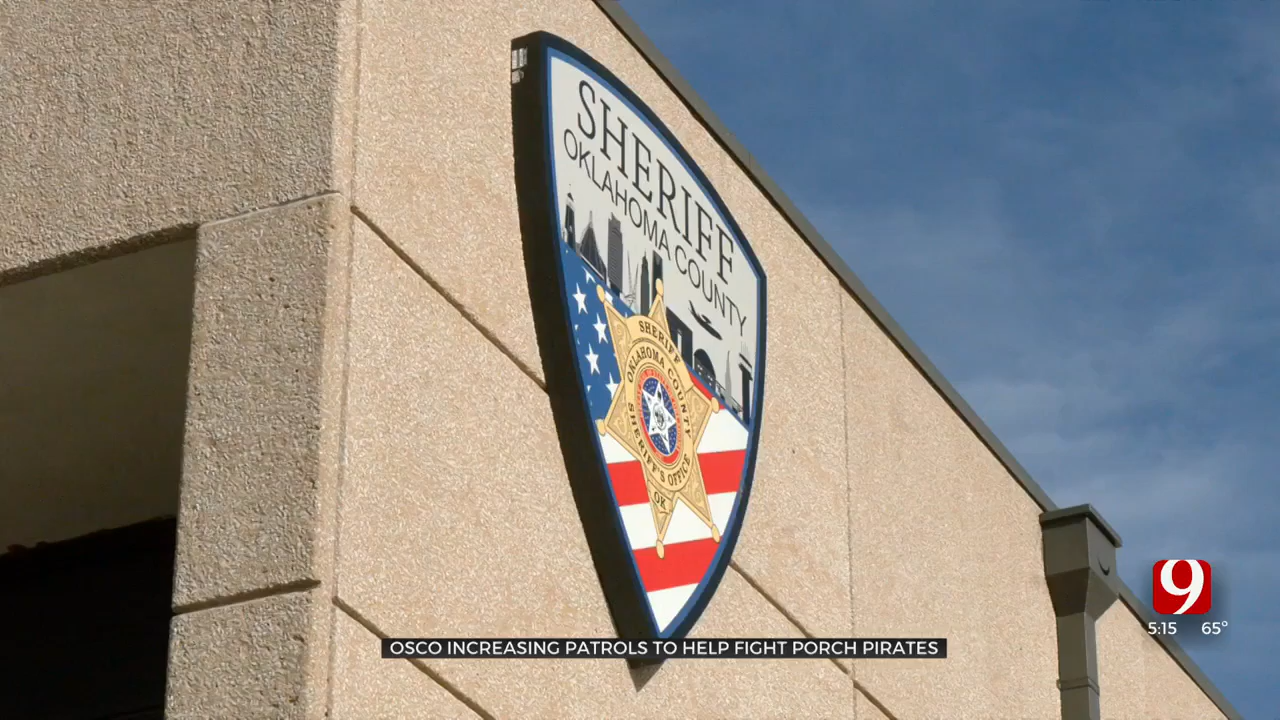 SHERIFF
OKLAHOMA COUNTY
SHERIFF
OKLAHOMA COUNTY
SHERIFF'S OFFICE
OK
9
5:15 65°
OSCO INCREASING PATROLS TO HELP FIGHT PORCH PIRATES